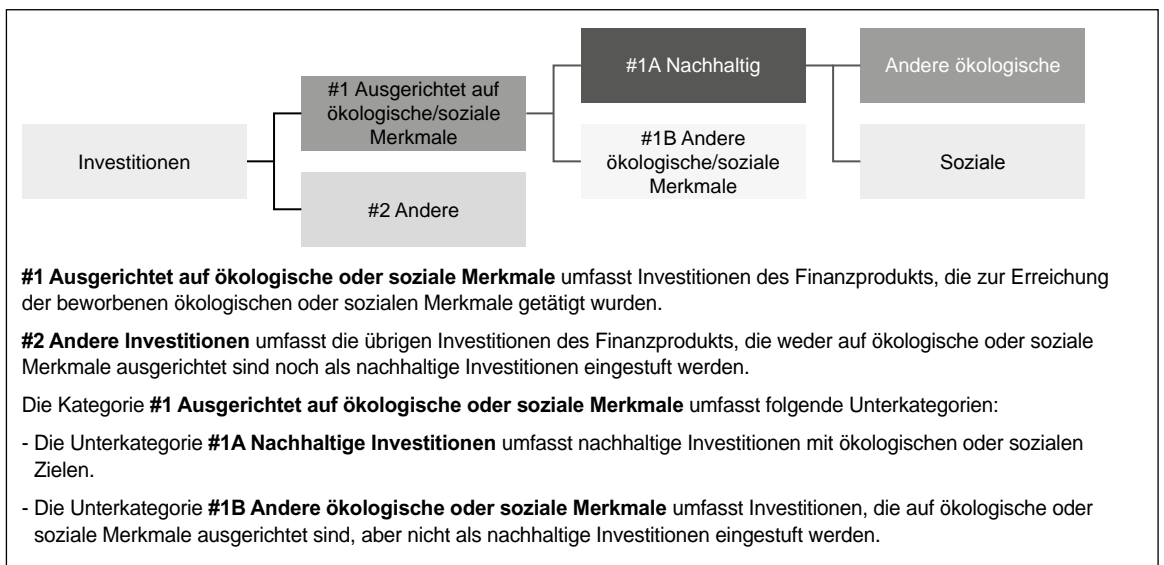 Investitionen
#1 Ausgerichtet auf
ökologische/soziale
Merkmale
#2 Andere
#1A Nachhaltig
#1B Andere
ökologische/soziale
Merkmale
Andere ökologische
Soziale
#1 Ausgerichtet auf ökologische oder soziale Merkmale umfasst Investitionen des Finanzprodukts, die zur Erreichung
der beworbenen ökologischen oder sozialen Merkmale getätigt wurden.
#2 Andere Investitionen umfasst die übrigen Investitionen des Finanzprodukts, die weder auf ökologische oder soziale
Merkmale ausgerichtet sind noch als nachhaltige Investitionen eingestuft werden.
Die Kategorie #1 Ausgerichtet auf ökologische oder soziale Merkmale umfasst folgende Unterkategorien:
- Die Unterkategorie #1A Nachhaltige Investitionen umfasst nachhaltige Investitionen mit ökologischen oder sozialen
Zielen.
- Die Unterkategorie #1B Andere ökologische oder soziale Merkmale umfasst Investitionen, die auf ökologische oder
soziale Merkmale ausgerichtet sind, aber nicht als nachhaltige Investitionen eingestuft werden.